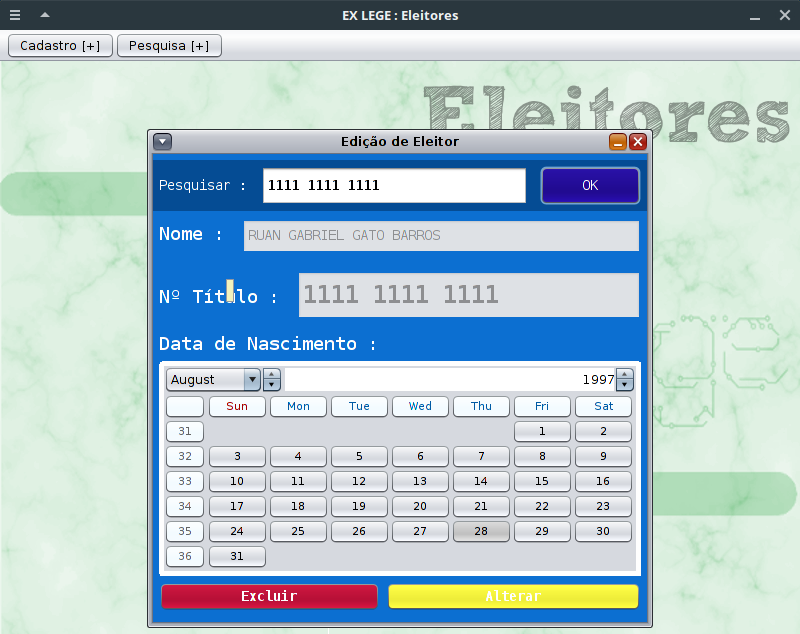 EX LEGE : Eleitores
Cadastro [+] Pesquisa [+]
Eleitores
Edição de Eleitor
Pesquisar : 1111 1111 1111 OK
Nome : RUAN GABRIEL GATO BARROS
Nº Título : 1111 1111 1111
Data de Nascimento :
August 1997
Sun Mon Tue Wed Thu Fri Sat
31 1 2
32 3 4 5 6 7 8 9
33 10 11 12 13 14 15 16
34 17 18 19 20 21 22 23
35 24 25 26 27 28 29 30
36 31
Excluir Alterar